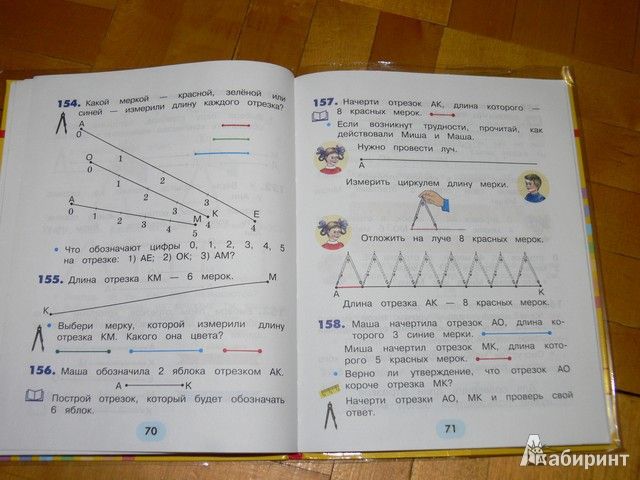 154. Какой меркой — красной, зелёной или
синей — измерили длину каждого отрезка?
A
0
1
2
3
4
E
O
0
1
2
3
4
K
A
0
1
2
3
4
5
M
• Что обозначают цифры 0, 1, 2, 3, 4, 5
на отрезке: 1) AE; 2) OK; 3) AM?
155. Длина отрезка KM — 6 мерок.
M
K
• Выбери мерку, которой измерили длину
отрезка KM. Какого она цвета?
156. Маша обозначила 2 яблока отрезком AK.
A K
Построй отрезок, который будет обозначать
6 яблок.
70
157. Начерти отрезок AK, длина которого —
8 красных мерок.
• Если возникнут трудности, прочитай, как
действовали Миша и Маша.
Нужно провести луч.
A
Измерить циркулем длину мерки.
Отложить на луче 8 красных мерок.
A K
Длина отрезка AK — 8 красных мерок.
158. Маша начертила отрезок AO, длина ко-
торого 3 синие мерки.
Миша начертил отрезок MK, длина кото-
рого 5 красных мерок.
• Верно ли утверждение, что отрезок AO
короче отрезка MK?
Начерти отрезки AO, MK и проверь свой
ответ.
71
Лабиринт